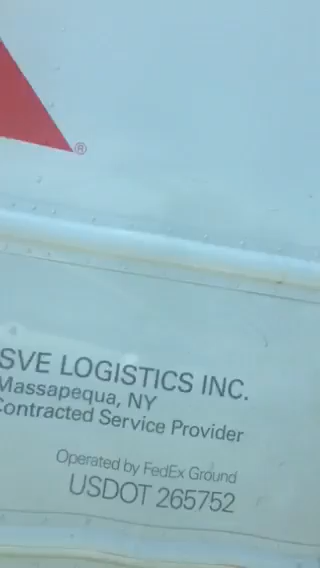 ®
SVE LOGISTICS INC.
Massapequa, NY
Contracted Service Provider
Operated by FedEx Ground
USDOT 265752